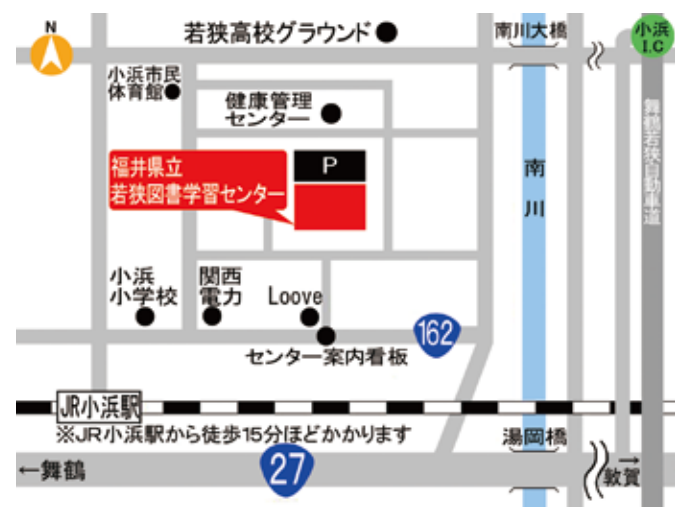 N
若狭高校グラウンド
南川大橋
小浜
I.C
小浜市民
体育館
健康管理
センター
舞鶴若狭自動車道
福井県立
若狭図書学習センター
P
南川
小浜
小学校
関西
電力
Loove
162
センター案内看板
JR小浜駅
※JR小浜駅から徒歩15分ほどかかります
湯岡橋
←舞鶴
27
→
敦賀